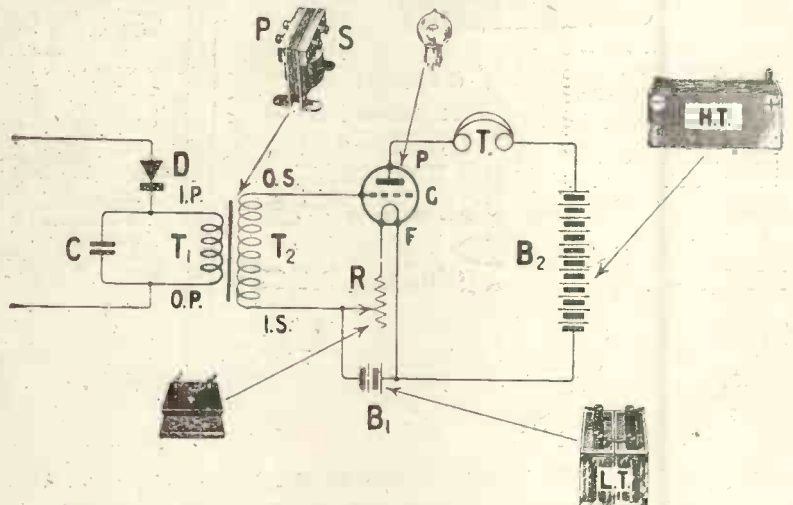 P
S
H.T.
D
I.P.
O.S.
P
T.
G
F
C
T₁
T₂
R
B₂
O.P.
I.S.
B₁
L.T.